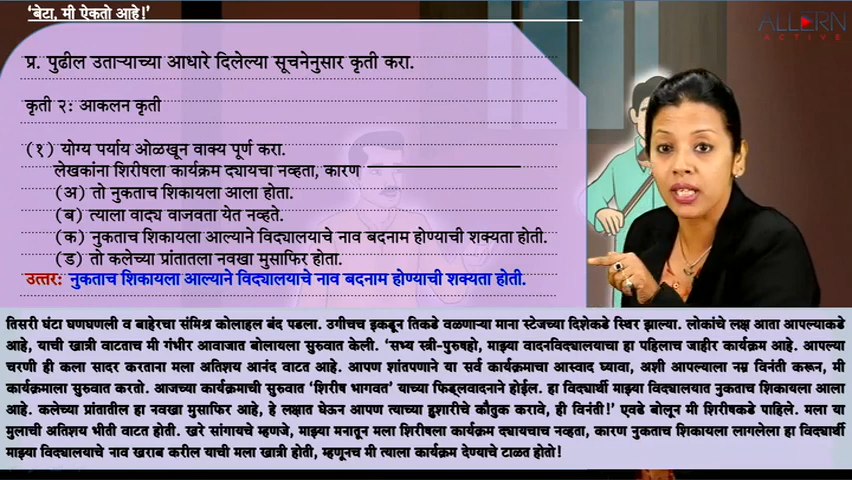 ‘बेटा, मी ऐकतो आहे!’
ALLERN
ACTIVE
प्र. पुढील उताऱ्याच्या आधारे दिलेल्या सूचनेनुसार कृती करा.
कृती २: आकलन कृती
(१) योग्य पर्याय ओळखून वाक्य पूर्ण करा.
लेखकांना शिरीषला कार्यक्रम द्यायचा नव्हता, कारण
(अ) तो नुकताच शिकायला आला होता.
(ब) त्याला वाद्य वाजवता येत नव्हते.
(क) नुकताच शिकायला आल्याने विद्यालयाचे नाव बदनाम होण्याची शक्यता होती.
(ड) तो कलेच्या प्रांतातला नवखा मुसाफिर होता.
उत्तर: नुकताच शिकायला आल्याने विद्यालयाचे नाव बदनाम होण्याची शक्यता होती.
तिसरी घंटा घणघणली व बाहेरचा संमिश्र कोलाहल बंद पडला. उगीचच इकडून तिकडे वळणाऱ्या माना स्टेजच्या दिशेकडे स्थिर झाल्या. लोकांचे लक्ष आता आपल्याकडे
आहे, याची खात्री वाटताच मी गंभीर आवाजात बोलायला सुरुवात केली. ‘सभ्य स्त्री-पुरुषहो, माझ्या वादनविद्यालयाचा हा पहिलाच जाहीर कार्यक्रम आहे. आपल्या
चरणी ही कला सादर करताना मला अतिशय आनंद वाटत आहे. आपण शांतपणाने या सर्व कार्यक्रमाचा आस्वाद घ्यावा, अशी आपल्याला नम्र विनंती करून, मी
कार्यक्रमाला सुरुवात करतो. आजच्या कार्यक्रमाची सुरुवात ‘शिरीष भागवत’ याच्या फिड्लवादनाने होईल. हा विद्यार्थी माझ्या विद्यालयात नुकताच शिकायला आला
आहे. कलेच्या प्रांतातील हा नवखा मुसाफिर आहे, हे लक्षात घेऊन आपण त्याच्या हुशारीचे कौतुक करावे, ही विनंती!’ एवढे बोलून मी शिरीषकडे पाहिले. मला या
मुलाची अतिशय भीती वाटत होती. खरे सांगायचे म्हणजे, माझ्या मनातून मला शिरीषला कार्यक्रम द्यायचाच नव्हता, कारण नुकताच शिकायला लागलेला हा विद्यार्थी
माझ्या विद्यालयाचे नाव खराब करील याची मला खात्री होती, म्हणूनच मी त्याला कार्यक्रम देण्याचे टाळत होतो!